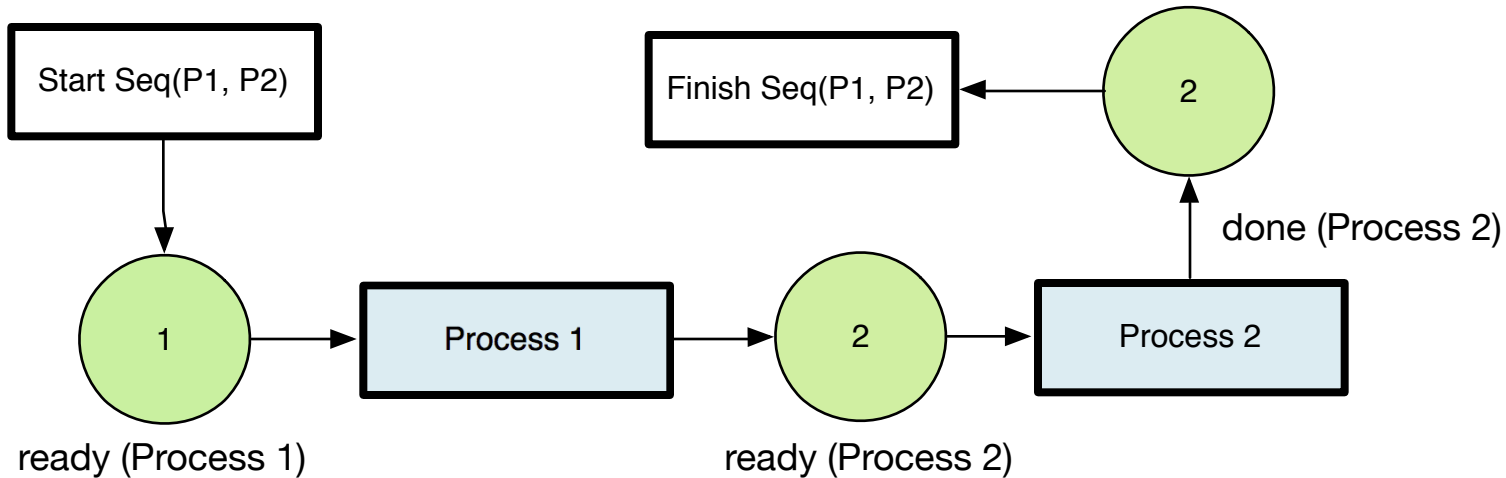 Start Seq(P1, P2)
Finish Seq(P1, P2)
2
done (Process 2)
1
Process 1
2
Process 2
ready (Process 1)
ready (Process 2)